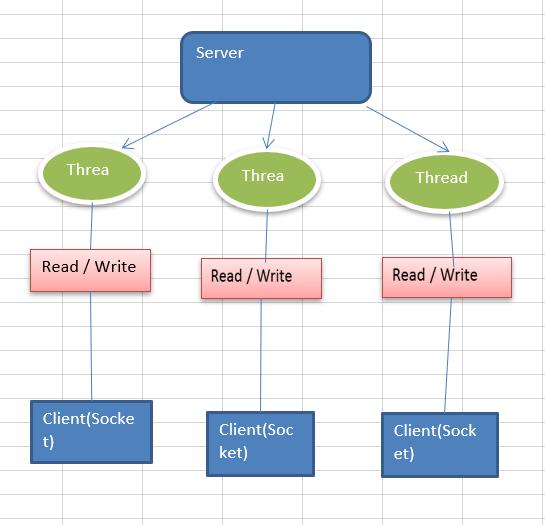 Server
Threa
Threa
Thread
Read / Write
Read / Write
Read / Write
Client(Socke
t)
Client(Soc
ket)
Client(Sock
et)